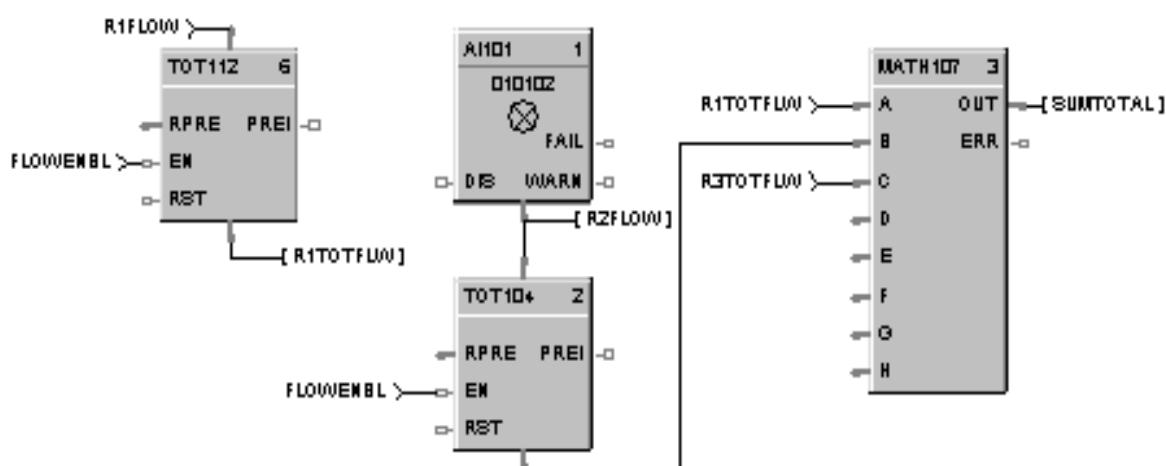 R1FLOW
TOT112 6
RPRE PREI
FLOWENBL EN
RST
[ R1TOTFLW ]
AI101 1
010102
FAIL
DIS WARN
[ R2FLOW ]
TOT104 2
RPRE PREI
FLOWENBL EN
RST
MATH107 3
R1TOTFLW A OUT [ SUMTOTAL ]
B ERR
R3TOTFLW C
D
E
F
G
H